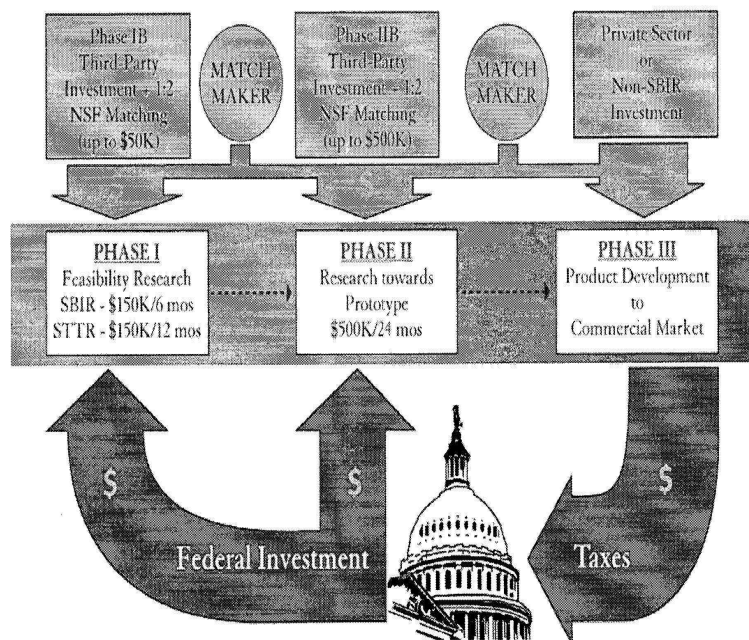 Phase IB
Third-Party
Investment + 1:2
NSF Matching
(up to $50K)
MATCH
MAKER
Phase IIB
Third-Party
Investment + 1:2
NSF Matching
(up to $500K)
MATCH
MAKER
Private Sector
or
Non-SBIR
Investment
$
$
$
PHASE I
Feasibility Research
SBIR - $150K/6 mos
STTR - $150K/12 mos
PHASE II
Research towards
Prototype
$500K/24 mos
PHASE III
Product Development
to
Commercial Market
$
$
$
Federal Investment
Taxes